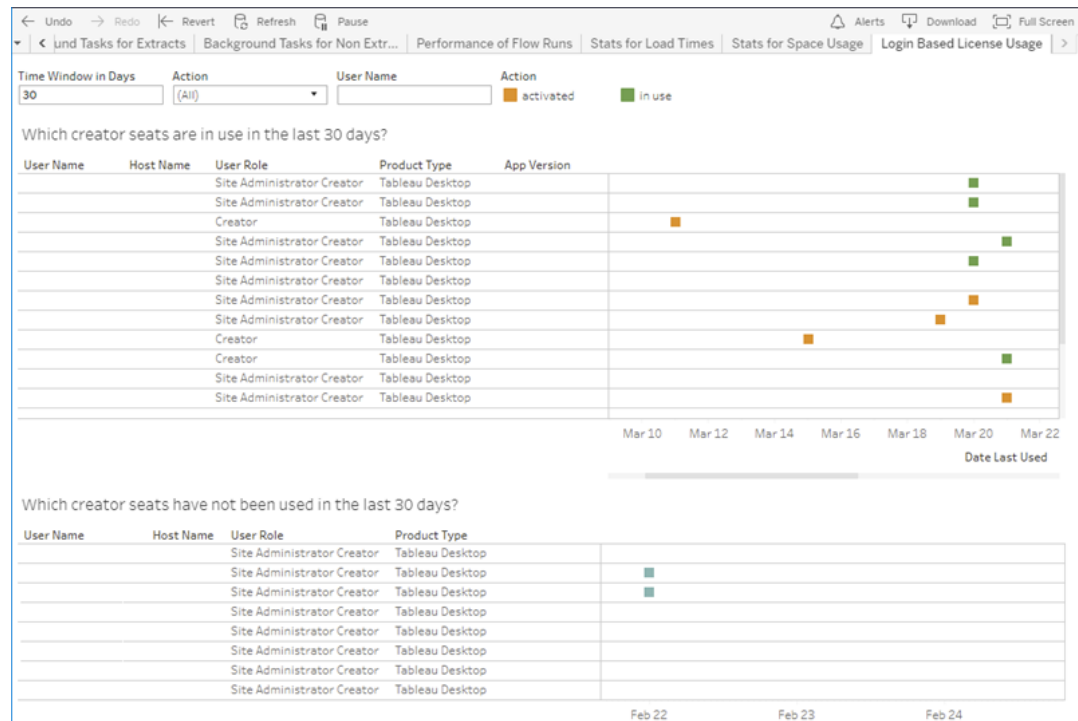 ← Undo → Redo |← Revert Refresh Pause Alerts Download Full Screen
und Tasks for Extracts Background Tasks for Non Extr... Performance of Flow Runs Stats for Load Times Stats for Space Usage Login Based License Usage
Time Window in Days Action User Name Action
30 (All) activated in use
Which creator seats are in use in the last 30 days?
User Name Host Name User Role Product Type App Version
Site Administrator Creator Tableau Desktop
Site Administrator Creator Tableau Desktop
Creator Tableau Desktop
Site Administrator Creator Tableau Desktop
Site Administrator Creator Tableau Desktop
Site Administrator Creator Tableau Desktop
Site Administrator Creator Tableau Desktop
Site Administrator Creator Tableau Desktop
Creator Tableau Desktop
Creator Tableau Desktop
Site Administrator Creator Tableau Desktop
Site Administrator Creator Tableau Desktop
Mar 10 Mar 12 Mar 14 Mar 16 Mar 18 Mar 20 Mar 22
Date Last Used
Which creator seats have not been used in the last 30 days?
User Name Host Name User Role Product Type
Site Administrator Creator Tableau Desktop
Site Administrator Creator Tableau Desktop
Site Administrator Creator Tableau Desktop
Site Administrator Creator Tableau Desktop
Site Administrator Creator Tableau Desktop
Site Administrator Creator Tableau Desktop
Site Administrator Creator Tableau Desktop
Site Administrator Creator Tableau Desktop
Feb 22 Feb 23 Feb 24